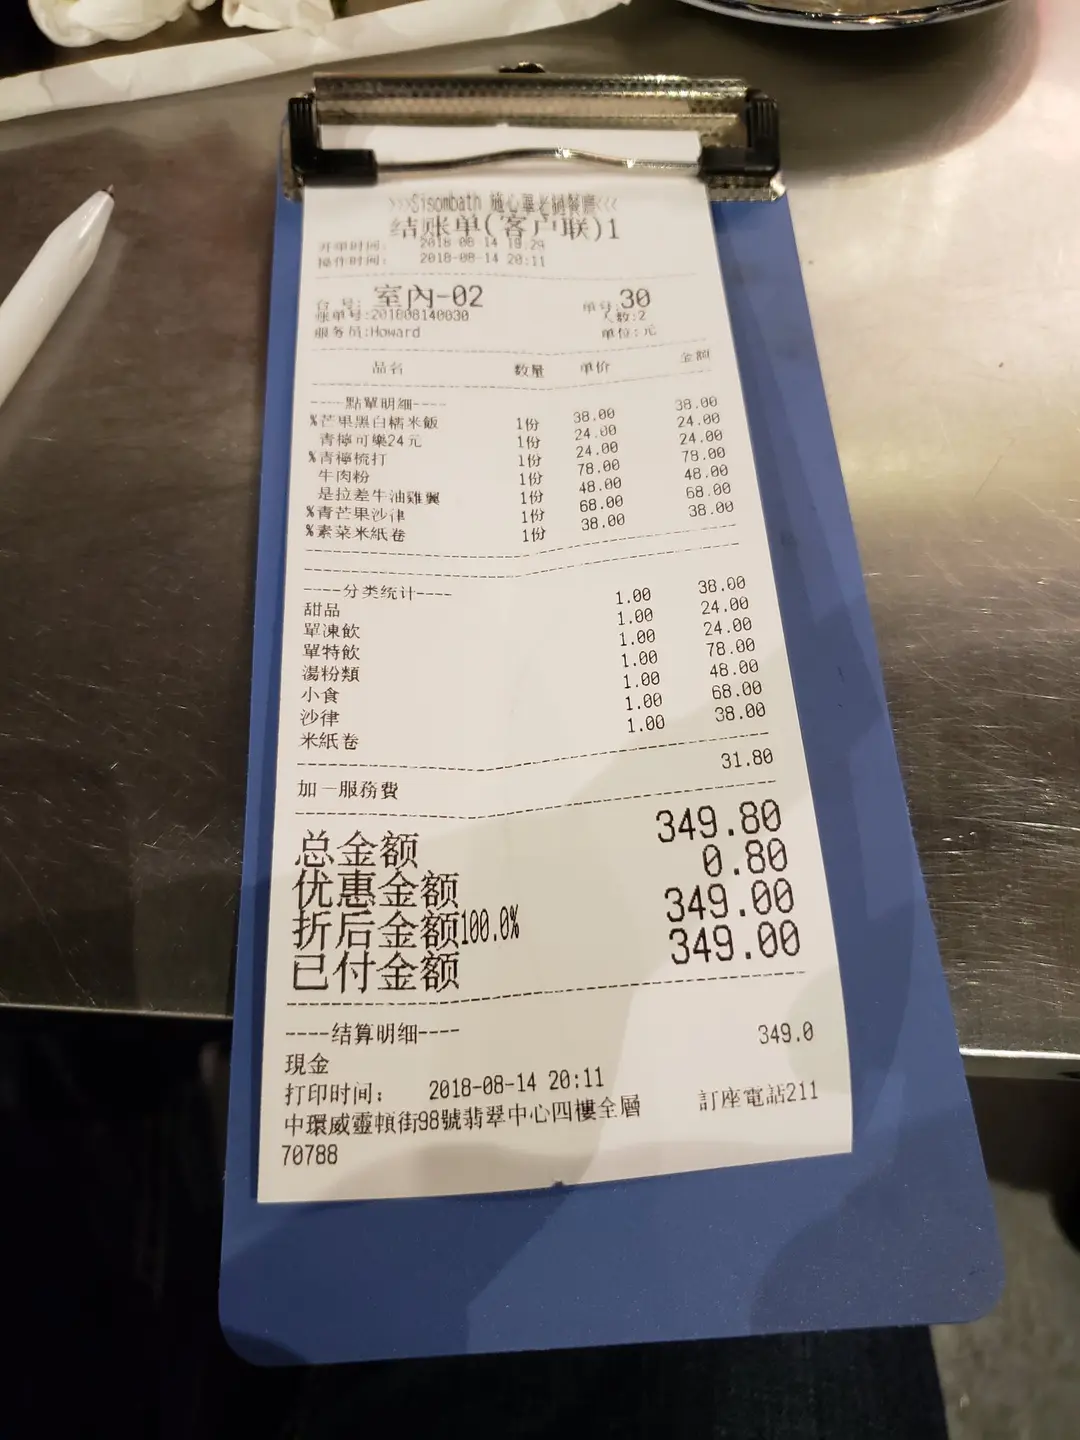 >>>Sisombath 隨心寮老撾餐廳<<<
结账单(客户联)1
开单时间: 2018-08-14 19:29
操作时间: 2018-08-14 20:11
台 号: 室內-02 单号:30
账单号:201808140030 人数:2
服务员:Howard 单位:元
品名 数量 单价 金额
----點單明細----
%芒果黑白糯米飯 1份 38.00 38.00
青檸可樂24元 1份 24.00 24.00
%青檸梳打 1份 24.00 24.00
牛肉粉 1份 78.00 78.00
是拉差牛油雞翼 1份 48.00 48.00
%青芒果沙律 1份 68.00 68.00
%素菜米紙卷 1份 38.00 38.00
----分类统计----
甜品 1.00 38.00
單凍飲 1.00 24.00
單特飲 1.00 24.00
湯粉類 1.00 78.00
小食 1.00 48.00
沙律 1.00 68.00
米紙卷 1.00 38.00
加一服務費 31.80
总金额 349.80
优惠金额 0.80
折后金额100.0% 349.00
已付金额 349.00
----结算明细----
現金 349.0
打印时间: 2018-08-14 20:11
中環威靈頓街98號翡翠中心四樓全層 訂座電話211
70788